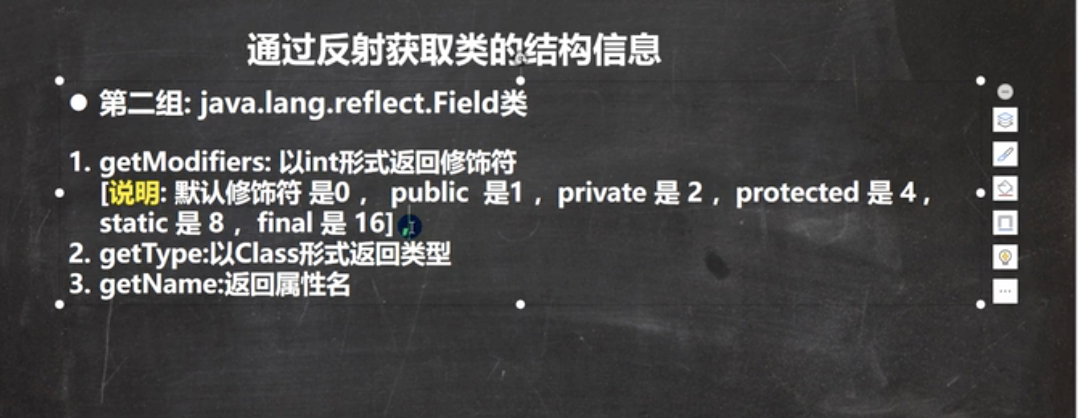 通过反射获取类的结构信息
● 第二组: java.lang.reflect.Field类
1. getModifiers: 以int形式返回修饰符
[说明: 默认修饰符 是0 ， public 是1 ，private 是 2 ，protected 是 4 ，
static 是 8 ，final 是 16] ,
2. getType:以Class形式返回类型
3. getName:返回属性名